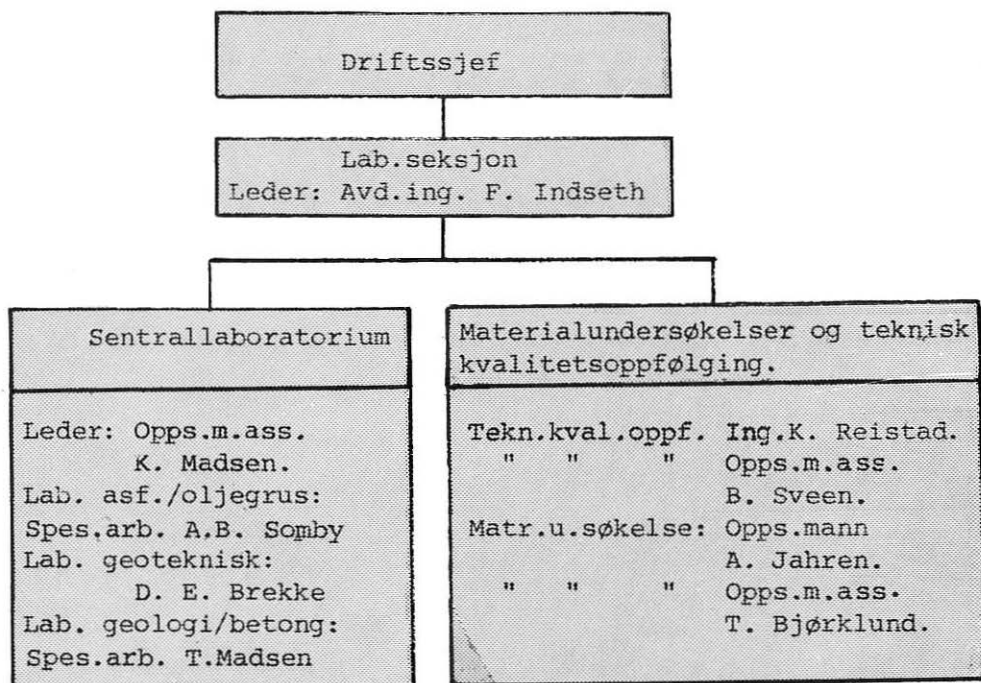 Driftssjef
Lab.seksjon
Leder: Avd.ing. F. Indseth
Sentrallaboratorium
Leder: Opps.m.ass.
K. Madsen.
Lab. asf./oljegrus:
Spes.arb. A.B. Somby
Lab. geoteknisk:
D. E. Brekke
Lab. geologi/betong:
Spes.arb. T.Madsen
Materialundersøkelser og teknisk
kvalitetsoppfølging.
Tekn.kval.oppf. Ing.K. Reistad.
" " " Opps.m.ass.
B. Sveen.
Matr.u.søkelse: Opps.mann
A. Jahren.
" " " Opps.m.ass.
T. Bjørklund.